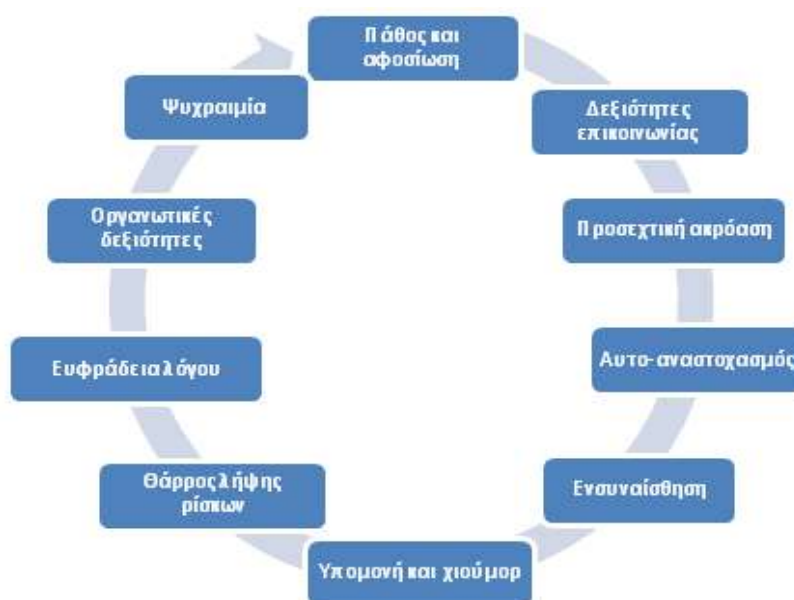 Πάθος και
αφοσίωση
Δεξιότητες
επικοινωνίας
Προσεχτική ακρόαση
Αυτο-αναστοχασμός
Ενσυναίσθηση
Υπομονή και χιούμορ
Θάρρος λήψης
ρίσκων
Ευφράδεια λόγου
Οργανωτικές
δεξιότητες
Ψυχραιμία